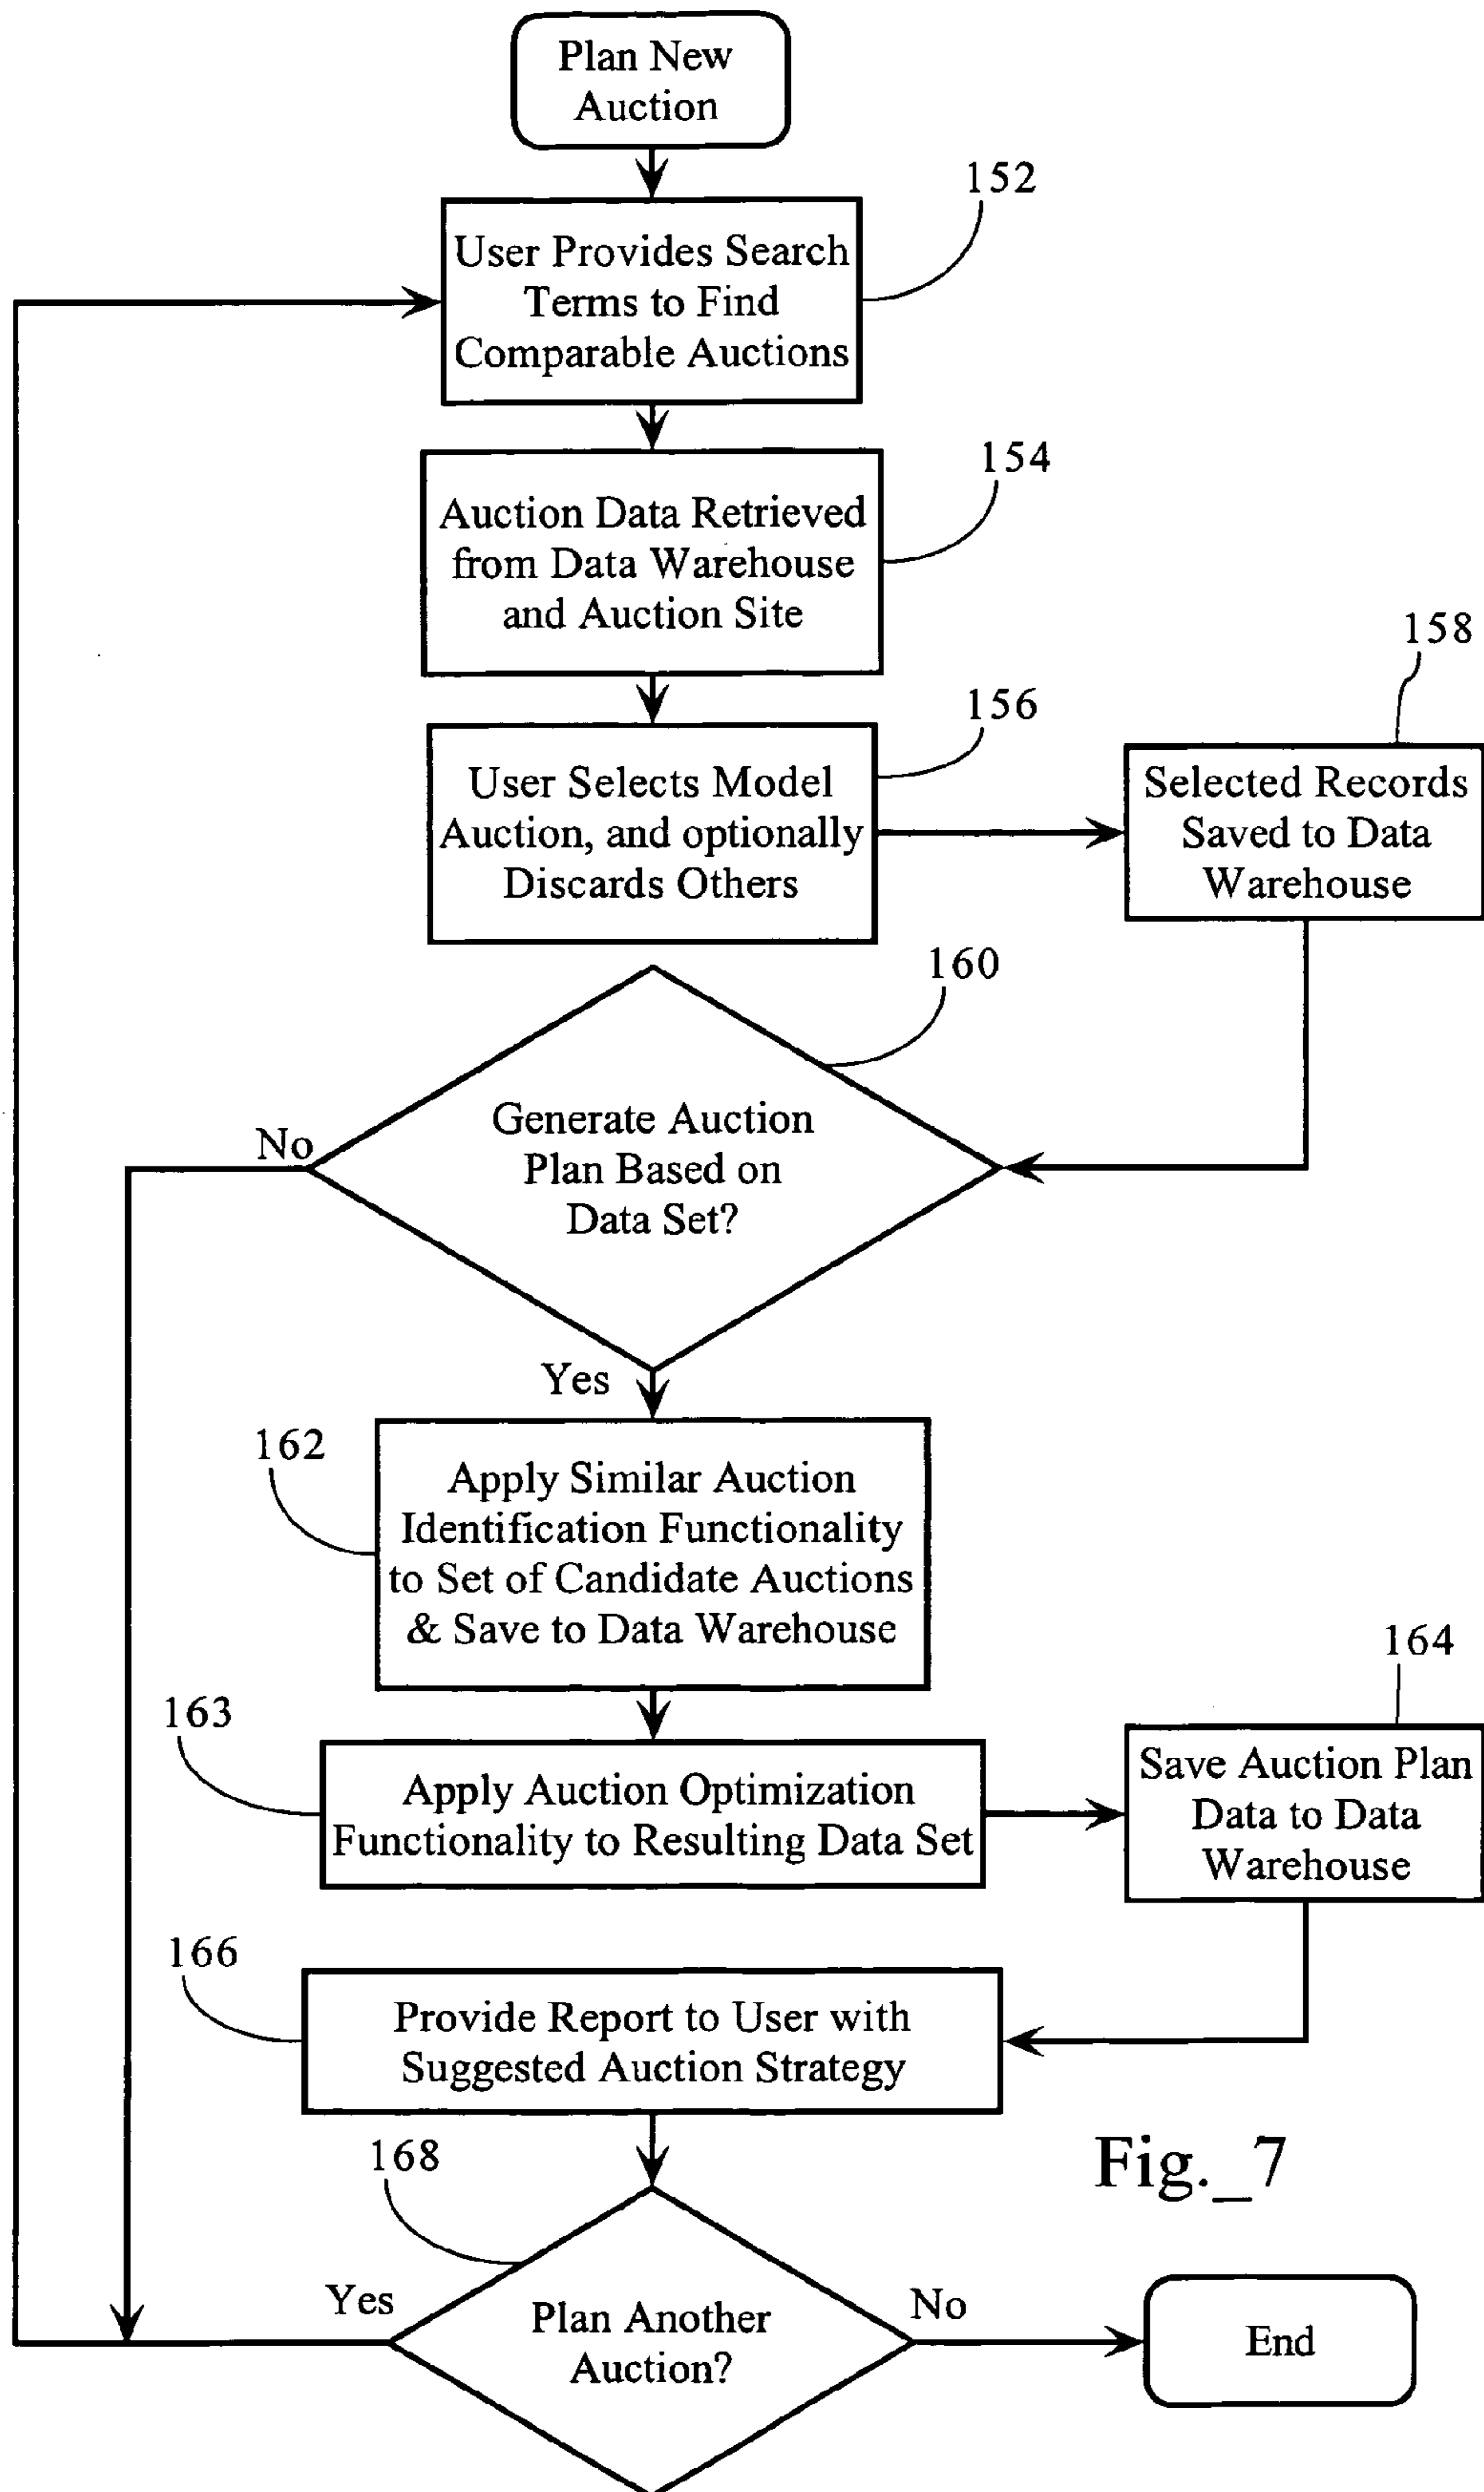 Plan New
Auction
152
User Provides Search
Terms to Find
Comparable Auctions
154
Auction Data Retrieved
from Data Warehouse
and Auction Site
156
User Selects Model
Auction, and optionally
Discards Others
158
Selected Records
Saved to Data
Warehouse
160
Generate Auction
Plan Based on
Data Set?
No
Yes
162
Apply Similar Auction
Identification Functionality
to Set of Candidate Auctions
& Save to Data Warehouse
163
Apply Auction Optimization
Functionality to Resulting Data Set
164
Save Auction Plan
Data to Data
Warehouse
166
Provide Report to User with
Suggested Auction Strategy
168
Fig._7
Yes
Plan Another
Auction?
No
End